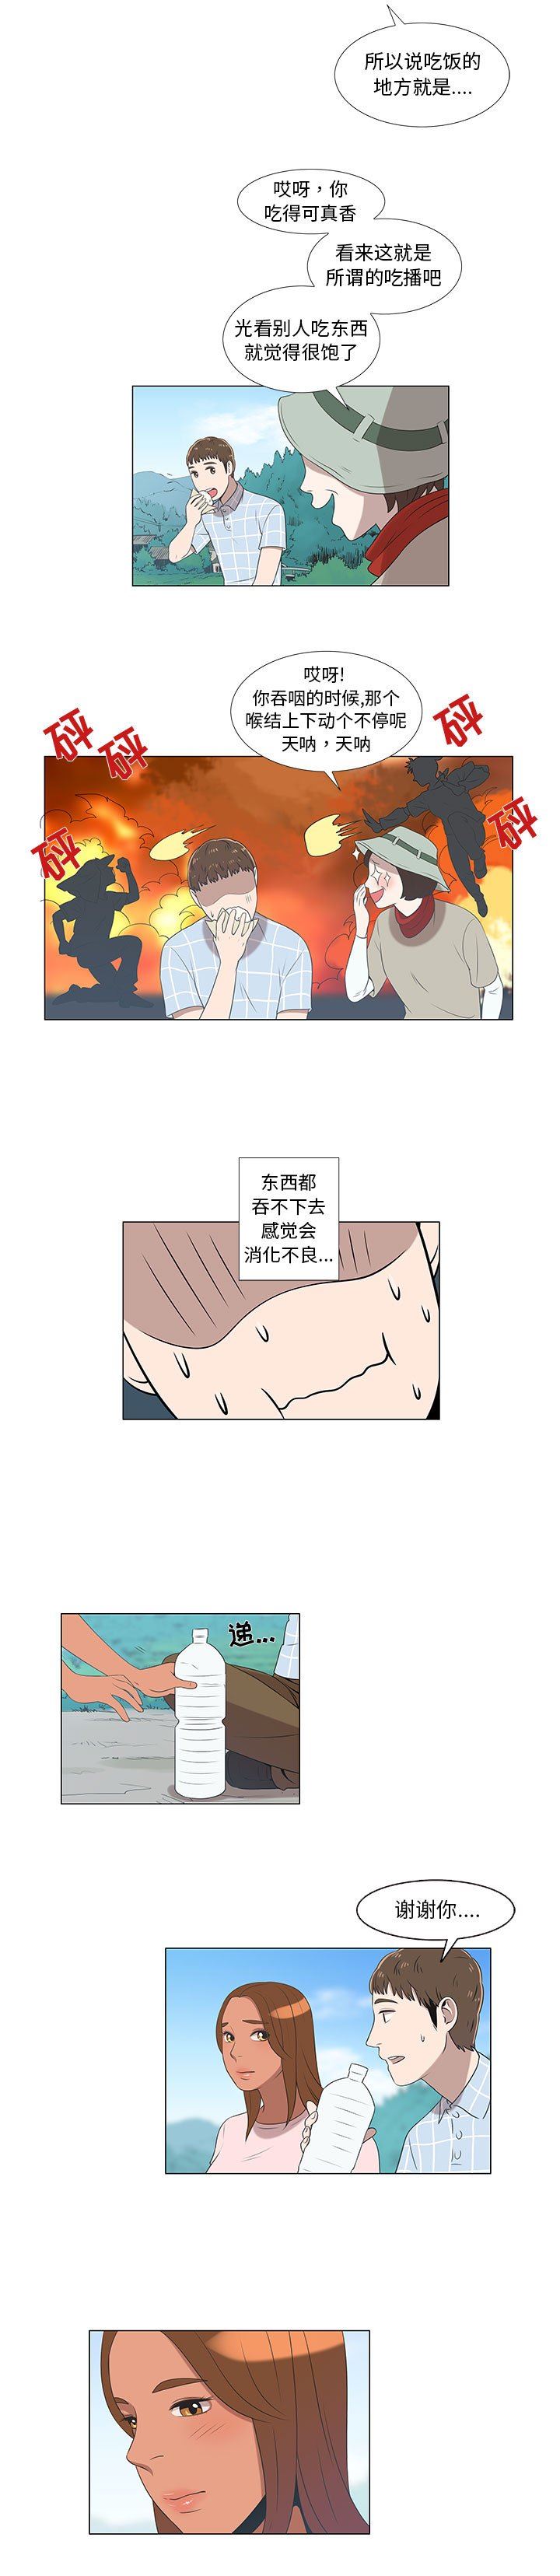 所以说吃饭的
地方就是....
哎呀，你
吃得可真香
看来这就是
所谓的吃播吧
光看别人吃东西
就觉得很饱了
哎呀!
你吞咽的时候,那个
喉结上下动个不停呢
天呐，天呐
砰
砰
砰
砰
砰
东西都
吞不下去
感觉会
消化不良...
递...
谢谢你....